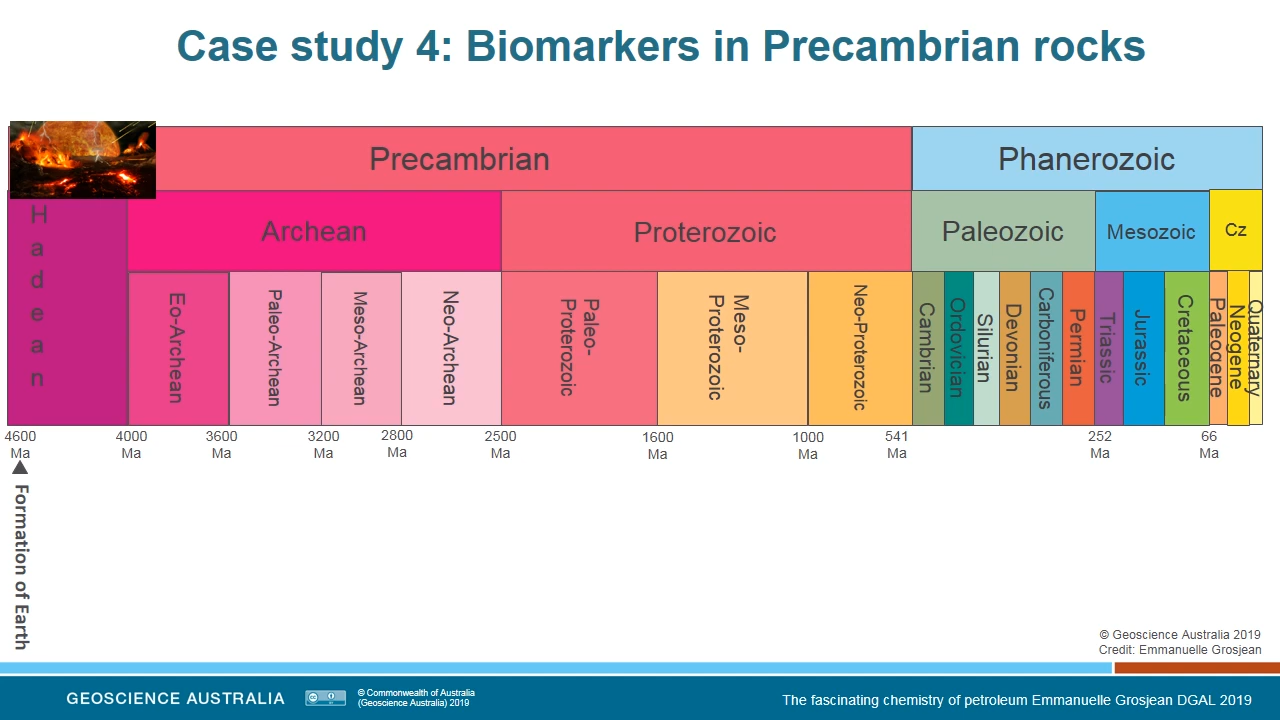 Case study 4: Biomarkers in Precambrian rocks
Precambrian
Phanerozoic
Hadean
Archean
Proterozoic
Paleozoic
Mesozoic
Cz
Eo-Archean
Paleo-Archean
Meso-Archean
Neo-Archean
Paleo-
Proterozoic
Meso-
Proterozoic
Neo-Proterozoic
Cambrian
Ordovician
Silurian
Devonian
Carboniferous
Permian
Triassic
Jurassic
Cretaceous
Paleogene
Neogene
Quaternary
4600
Ma
4000
Ma
3600
Ma
3200
Ma
2800
Ma
2500
Ma
1600
Ma
1000
Ma
541
Ma
252
Ma
66
Ma
Formation of Earth
© Geoscience Australia 2019
Credit: Emmanuelle Grosjean
GEOSCIENCE AUSTRALIA
© Commonwealth of Australia
(Geoscience Australia) 2019
The fascinating chemistry of petroleum Emmanuelle Grosjean DGAL 2019